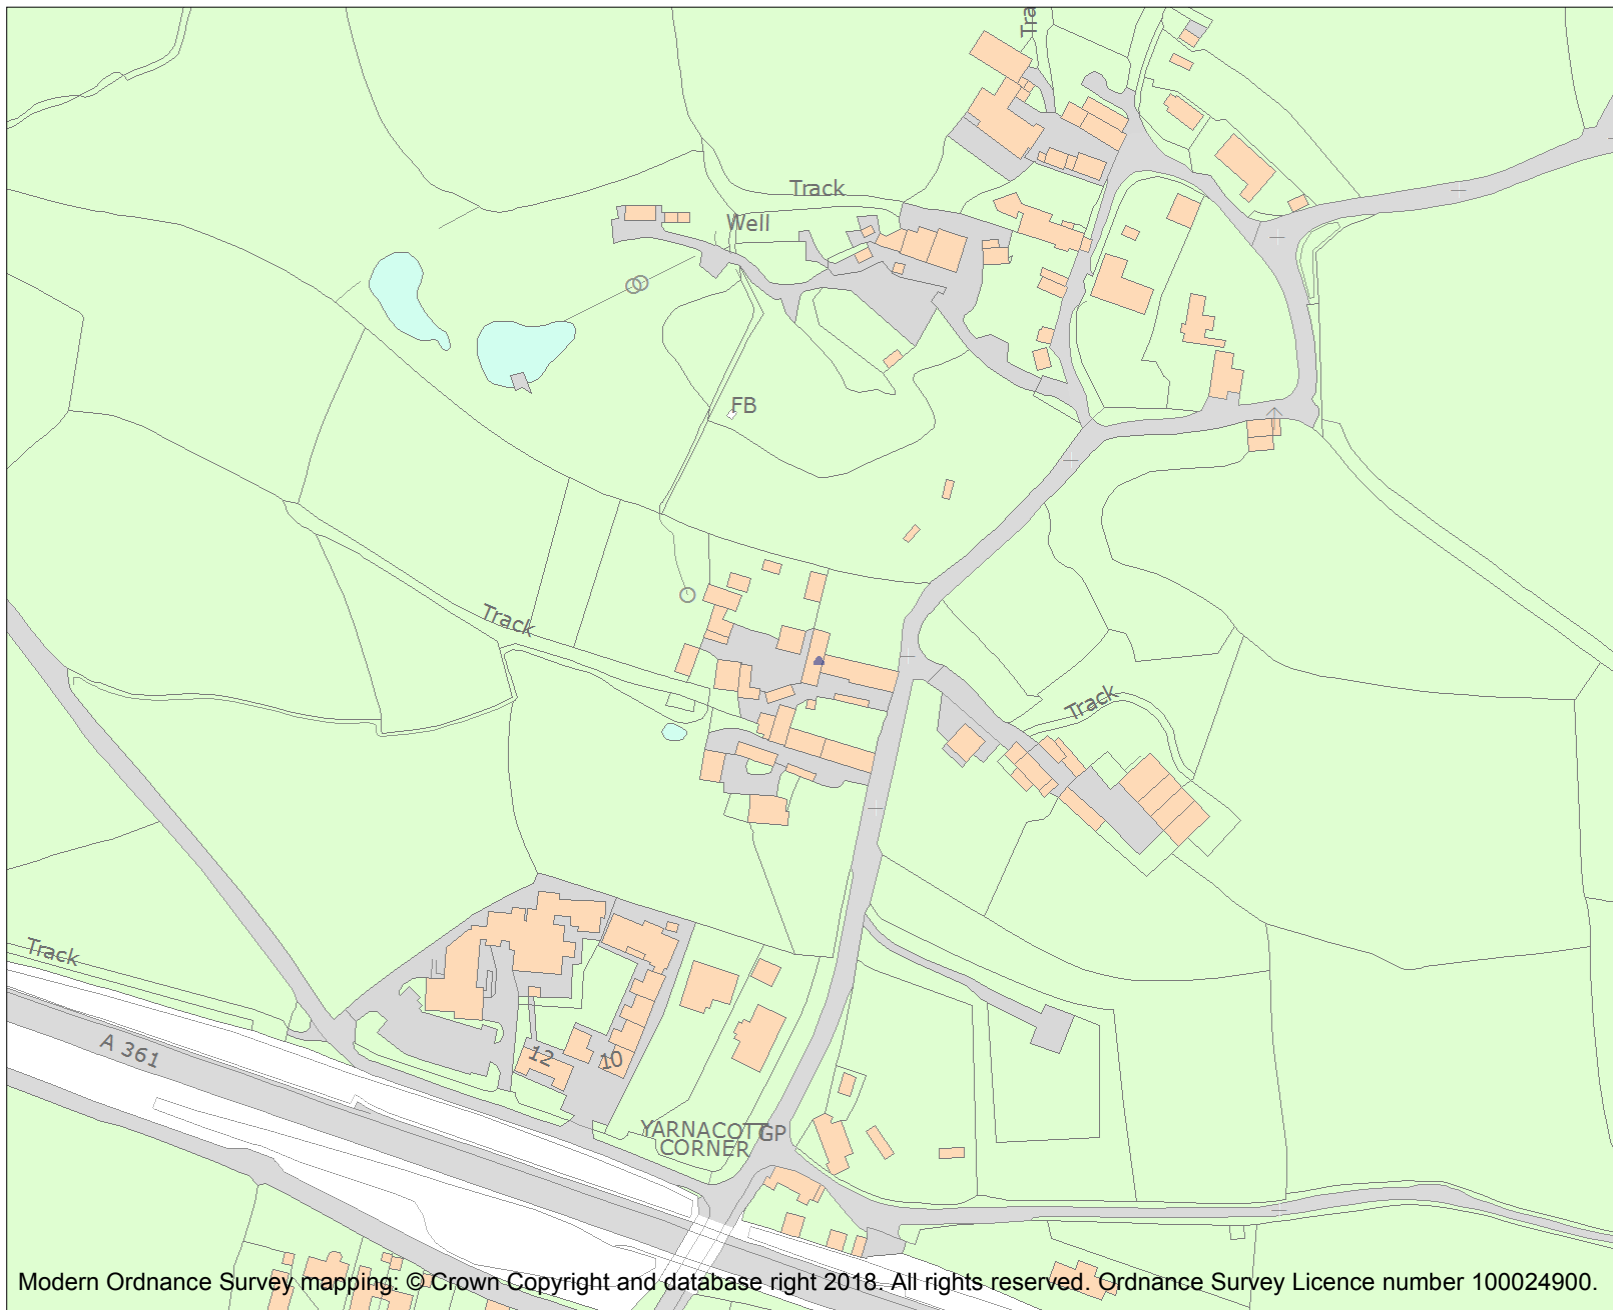 Tra
Track
Well
FB
Track
Track
Track
A 361
12
10
YARNACOTT
GP
CORNER
Modern Ordnance Survey mapping: © Crown Copyright and database right 2018. All rights reserved. Ordnance Survey Licence number 100024900.